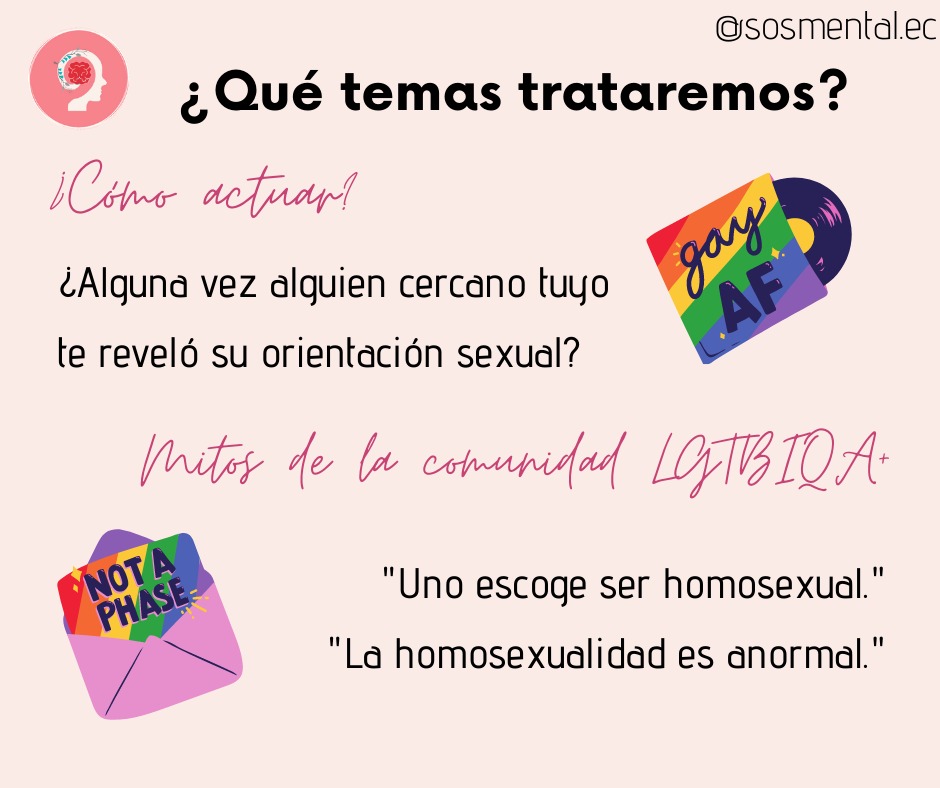 @sosmental.ec
¿Qué temas trataremos?
¿Cómo actuar?
gay
AF
¿Alguna vez alguien cercano tuyo
te reveló su orientación sexual?
Mitos de la comunidad LGTBIQA+
NOT A
PHASE
"Uno escoge ser homosexual."
"La homosexualidad es anormal."